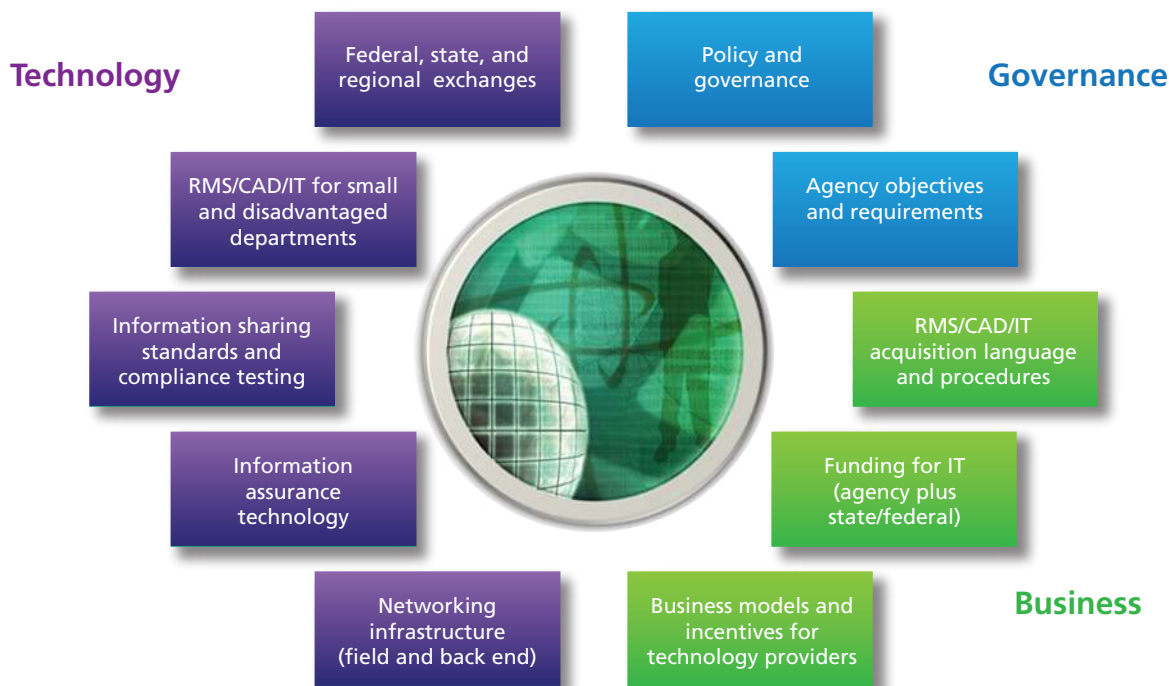 Technology
Federal, state, and
regional exchanges
Policy and
governance
Governance
RMS/CAD/IT for small
and disadvantaged
departments
Agency objectives
and requirements
Information sharing
standards and
compliance testing
RMS/CAD/IT
acquisition language
and procedures
Information
assurance
technology
Funding for IT
(agency plus
state/federal)
Networking
infrastructure
(field and back end)
Business models and
incentives for
technology providers
Business